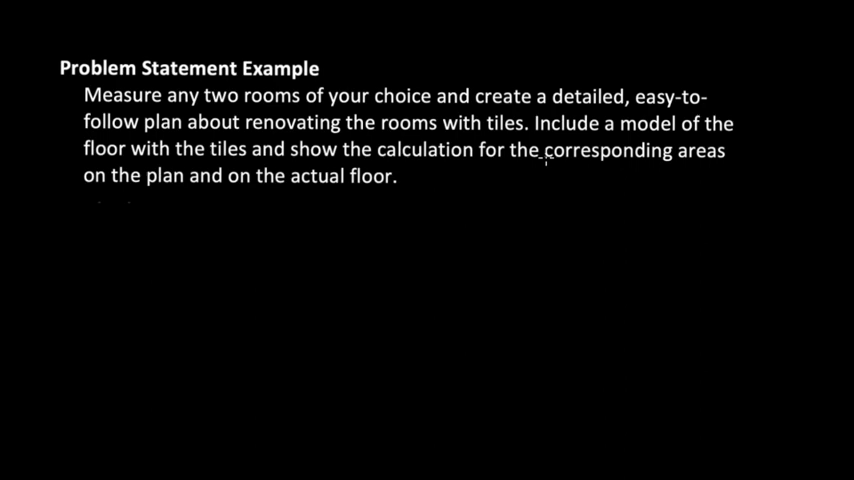 Problem Statement Example
Measure any two rooms of your choice and create a detailed, easy-to-
follow plan about renovating the rooms with tiles. Include a model of the
floor with the tiles and show the calculation for the corresponding areas
on the plan and on the actual floor.